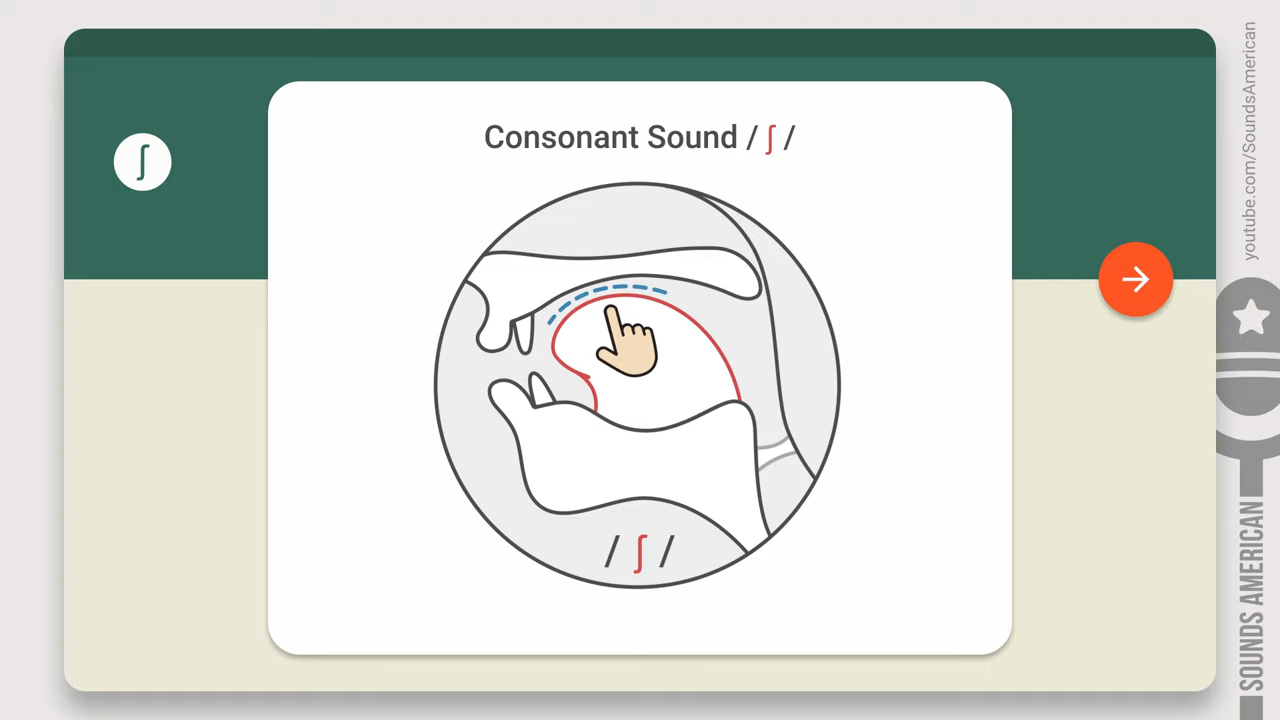 Consonant Sound / ʃ /
ʃ
/ ʃ /
youtube.com/SoundsAmerican
SOUNDS AMERICAN